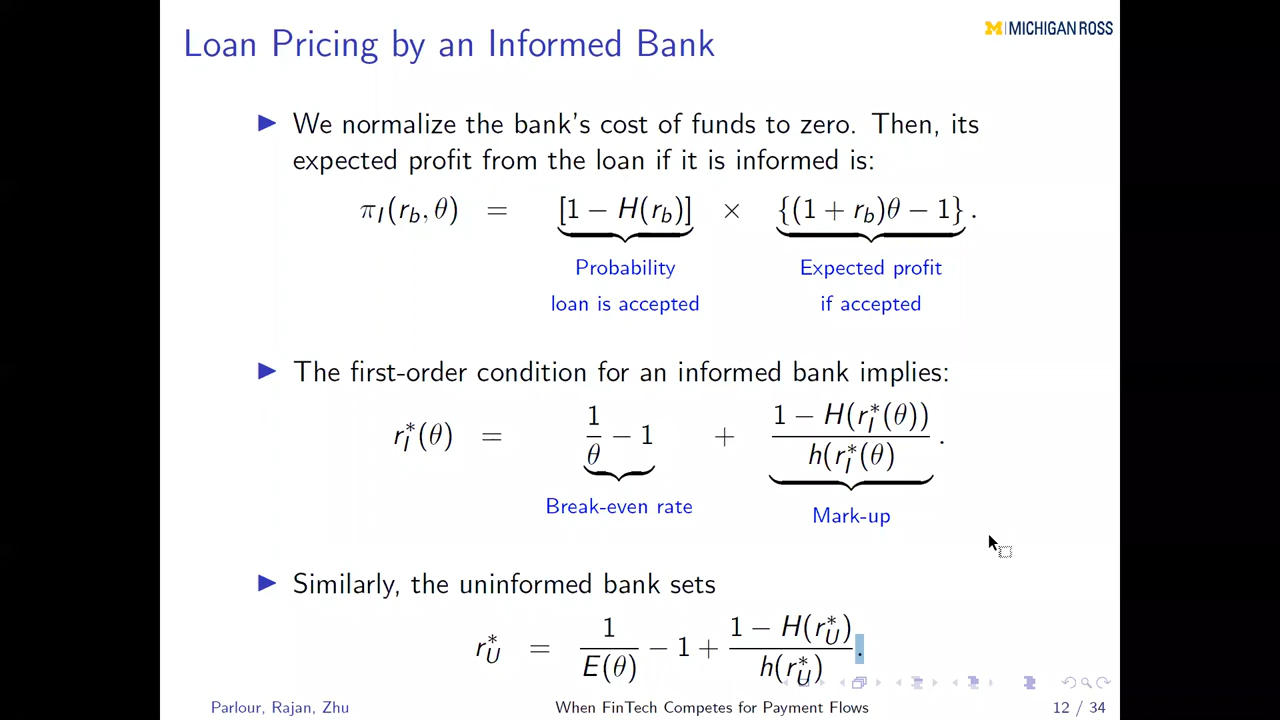 Loan Pricing by an Informed Bank
M | MICHIGAN ROSS
▶ We normalize the bank's cost of funds to zero. Then, its
expected profit from the loan if it is informed is:
π_I(r_b, θ) = [1 − H(r_b)] × {(1 + r_b)θ − 1}.
Probability Expected profit
loan is accepted if accepted
▶ The first-order condition for an informed bank implies:
r_I^*(θ) = 1/θ − 1 + (1 − H(r_I^*(θ)))/(h(r_I^*(θ)).
Break-even rate Mark-up
▶ Similarly, the uninformed bank sets
r_U^* = 1/E(θ) − 1 + (1 − H(r_U^*))/h(r_U^*).
Parlour, Rajan, Zhu When FinTech Competes for Payment Flows 12 / 34